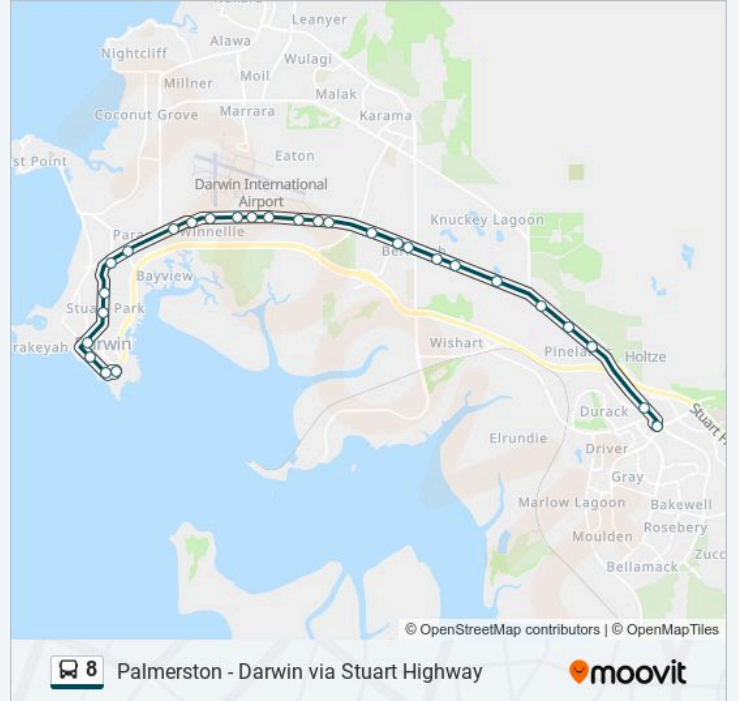 Leanyer
Alawa
Nightcliff
Wulagi
Moil
Millner
Malak
Coconut Grove
Marrara
Karama
st Point
Eaton
Darwin International
Airport
Knuckey Lagoon
Winnellie
Bayview
Stuart Park
rakeyah
Darwin
Wishart
Holtze
Durack
Stuart H
Elrundie
Driver
Gray
Marlow Lagoon
Bakewell
Rosebery
Moulden
Zucc
Bellamack
© OpenStreetMap contributors | © OpenMapTiles
8 Palmerston - Darwin via Stuart Highway
moovit